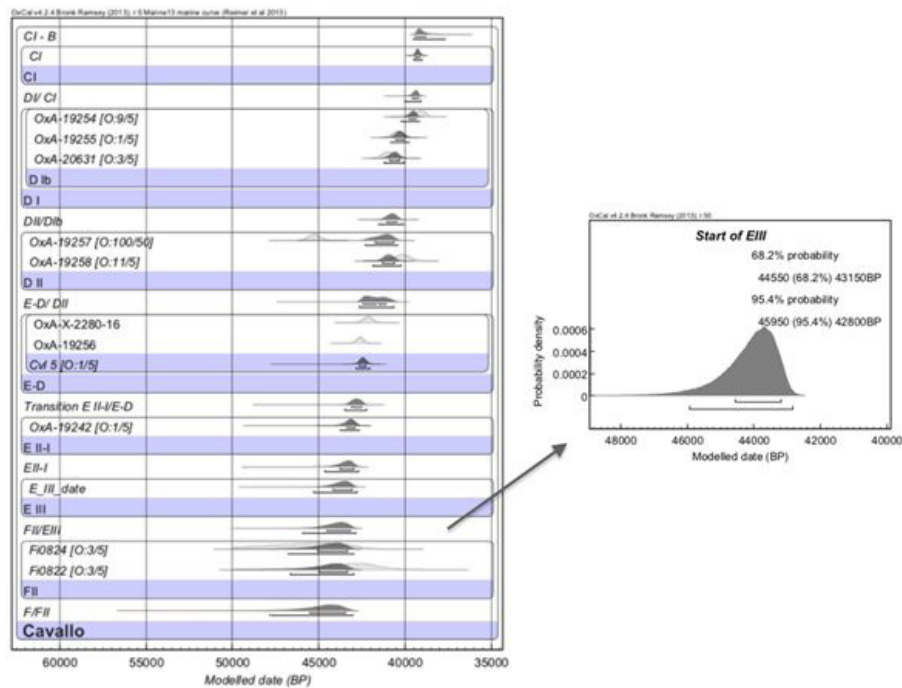 OxCal v4.2.4 Bronk Ramsey (2013); r:5 Marine13 marine curve (Reimer et al 2013)
CI - B
CI
CI
DI/ CI
OxA-19254 [O:9/5]
OxA-19255 [O:1/5]
OxA-20631 [O:3/5]
D Ib
D I
DII/DIb
OxA-19257 [O:100/50]
OxA-19258 [O:11/5]
D II
E-D/ DII
OxA-X-2280-16
OxA-19256
Cvl 5 [O:1/5]
E-D
Transition E II-I/E-D
OxA-19242 [O:1/5]
E II-I
EII-I
E_III_date
E III
FII/EIII
Fi0824 [O:3/5]
Fi0822 [O:3/5]
FII
F/FII
Cavallo
60000 55000 50000 45000 40000 35000
Modelled date (BP)
OxCal v4.2.4 Bronk Ramsey (2013); r:50
Start of EIII
68.2% probability
44550 (68.2%) 43150BP
95.4% probability
45950 (95.4%) 42800BP
Probability density
0.0006
0.0004
0.0002
0
48000 46000 44000 42000 40000
Modelled date (BP)